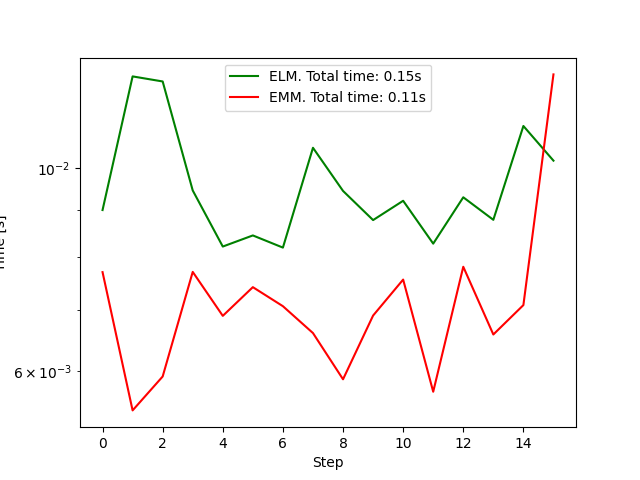 ELM. Total time: 0.15s
EMM. Total time: 0.11s
10⁻²
6 × 10⁻³
[s]
0 2 4 6 8 10 12 14
Step